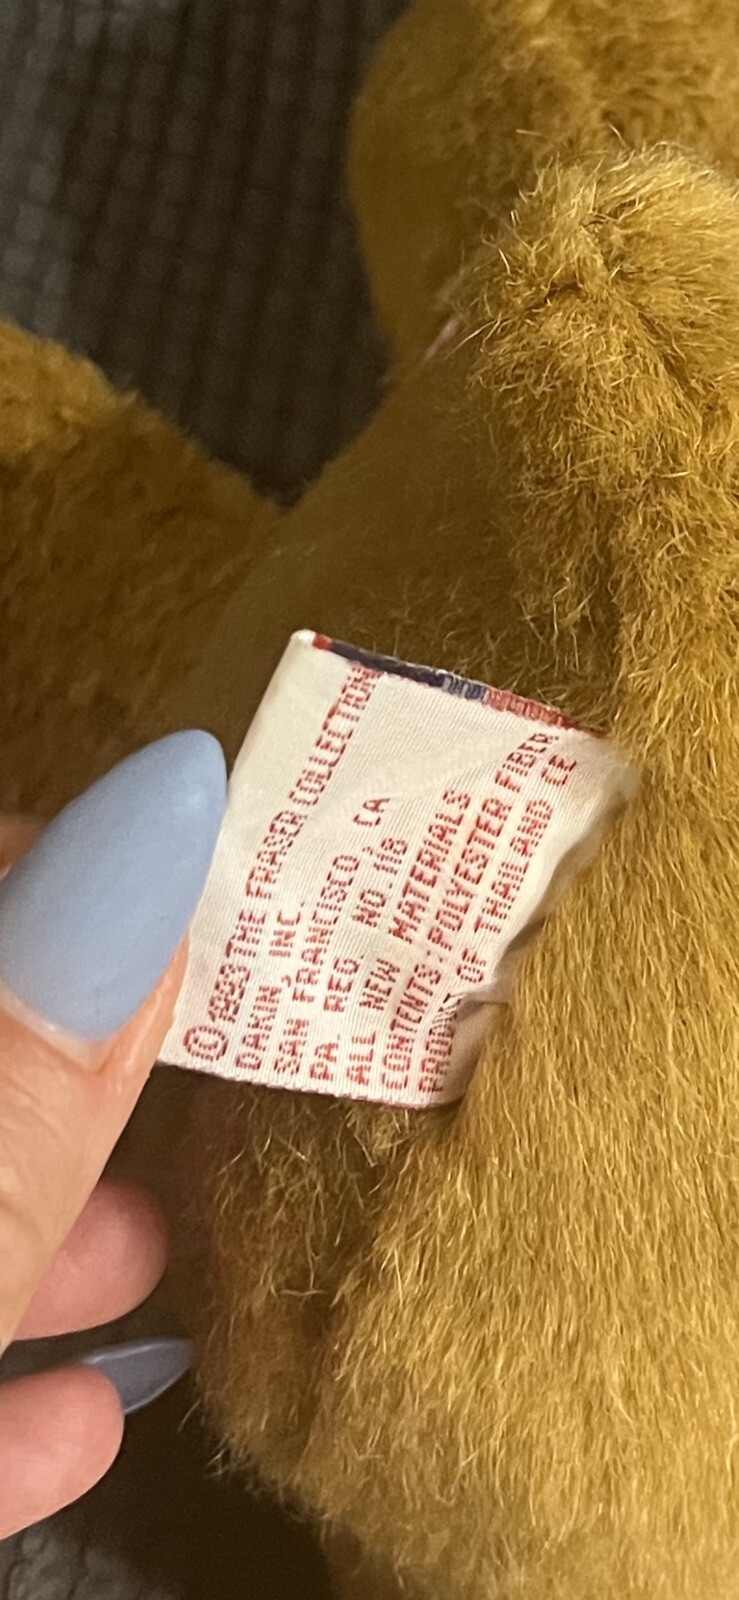 © 1993 THE FRASER COLLECTION
DAKIN, INC.
SAN FRANCISCO, CA
PA. REG. NO. 118
ALL NEW MATERIALS
CONTENTS: POLYESTER FIBER
PRODUCT OF THAILAND CE